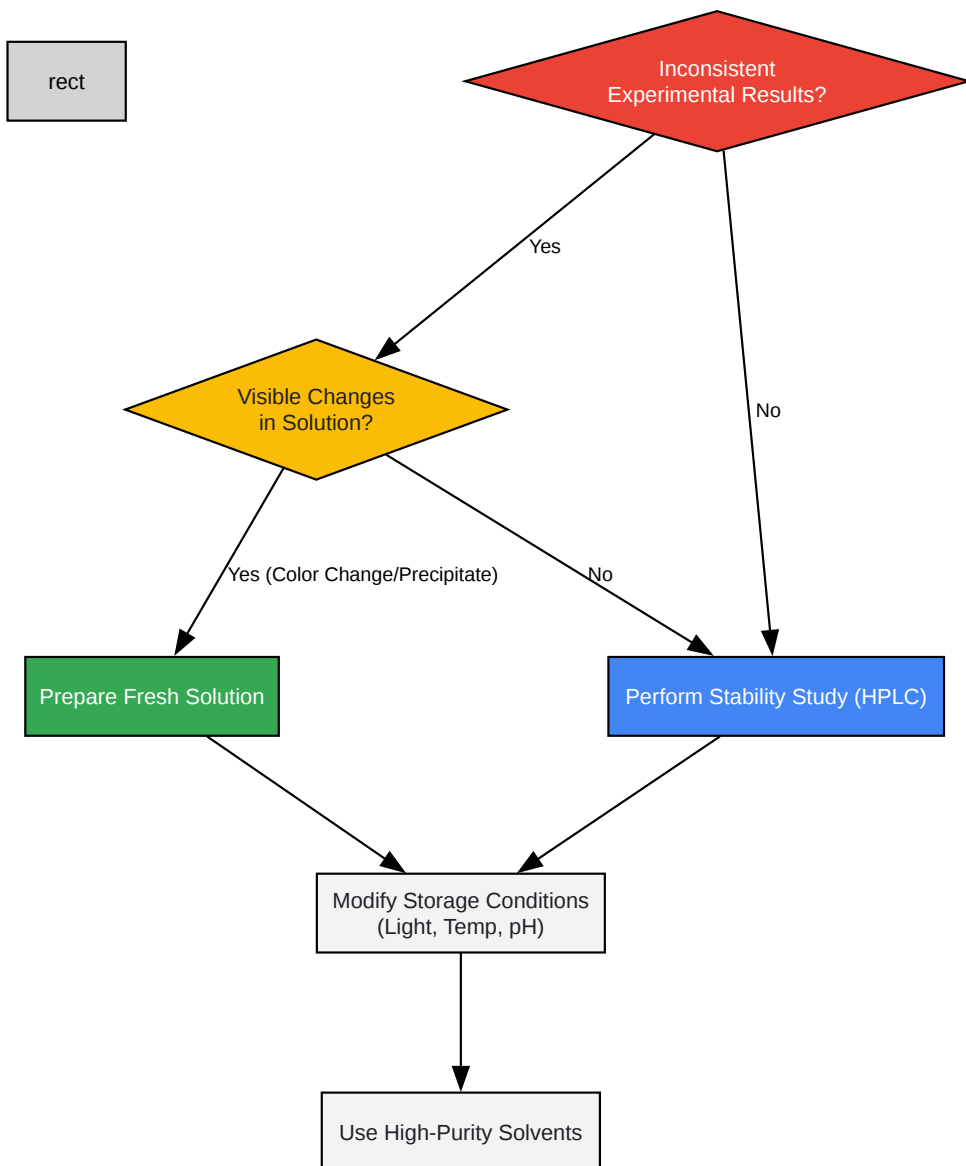 rect
Inconsistent
Experimental Results?
Yes
Visible Changes
in Solution?
No
Yes (Color Change/Precipitate)
No
Prepare Fresh Solution
Perform Stability Study (HPLC)
Modify Storage Conditions
(Light, Temp, pH)
Use High-Purity Solvents